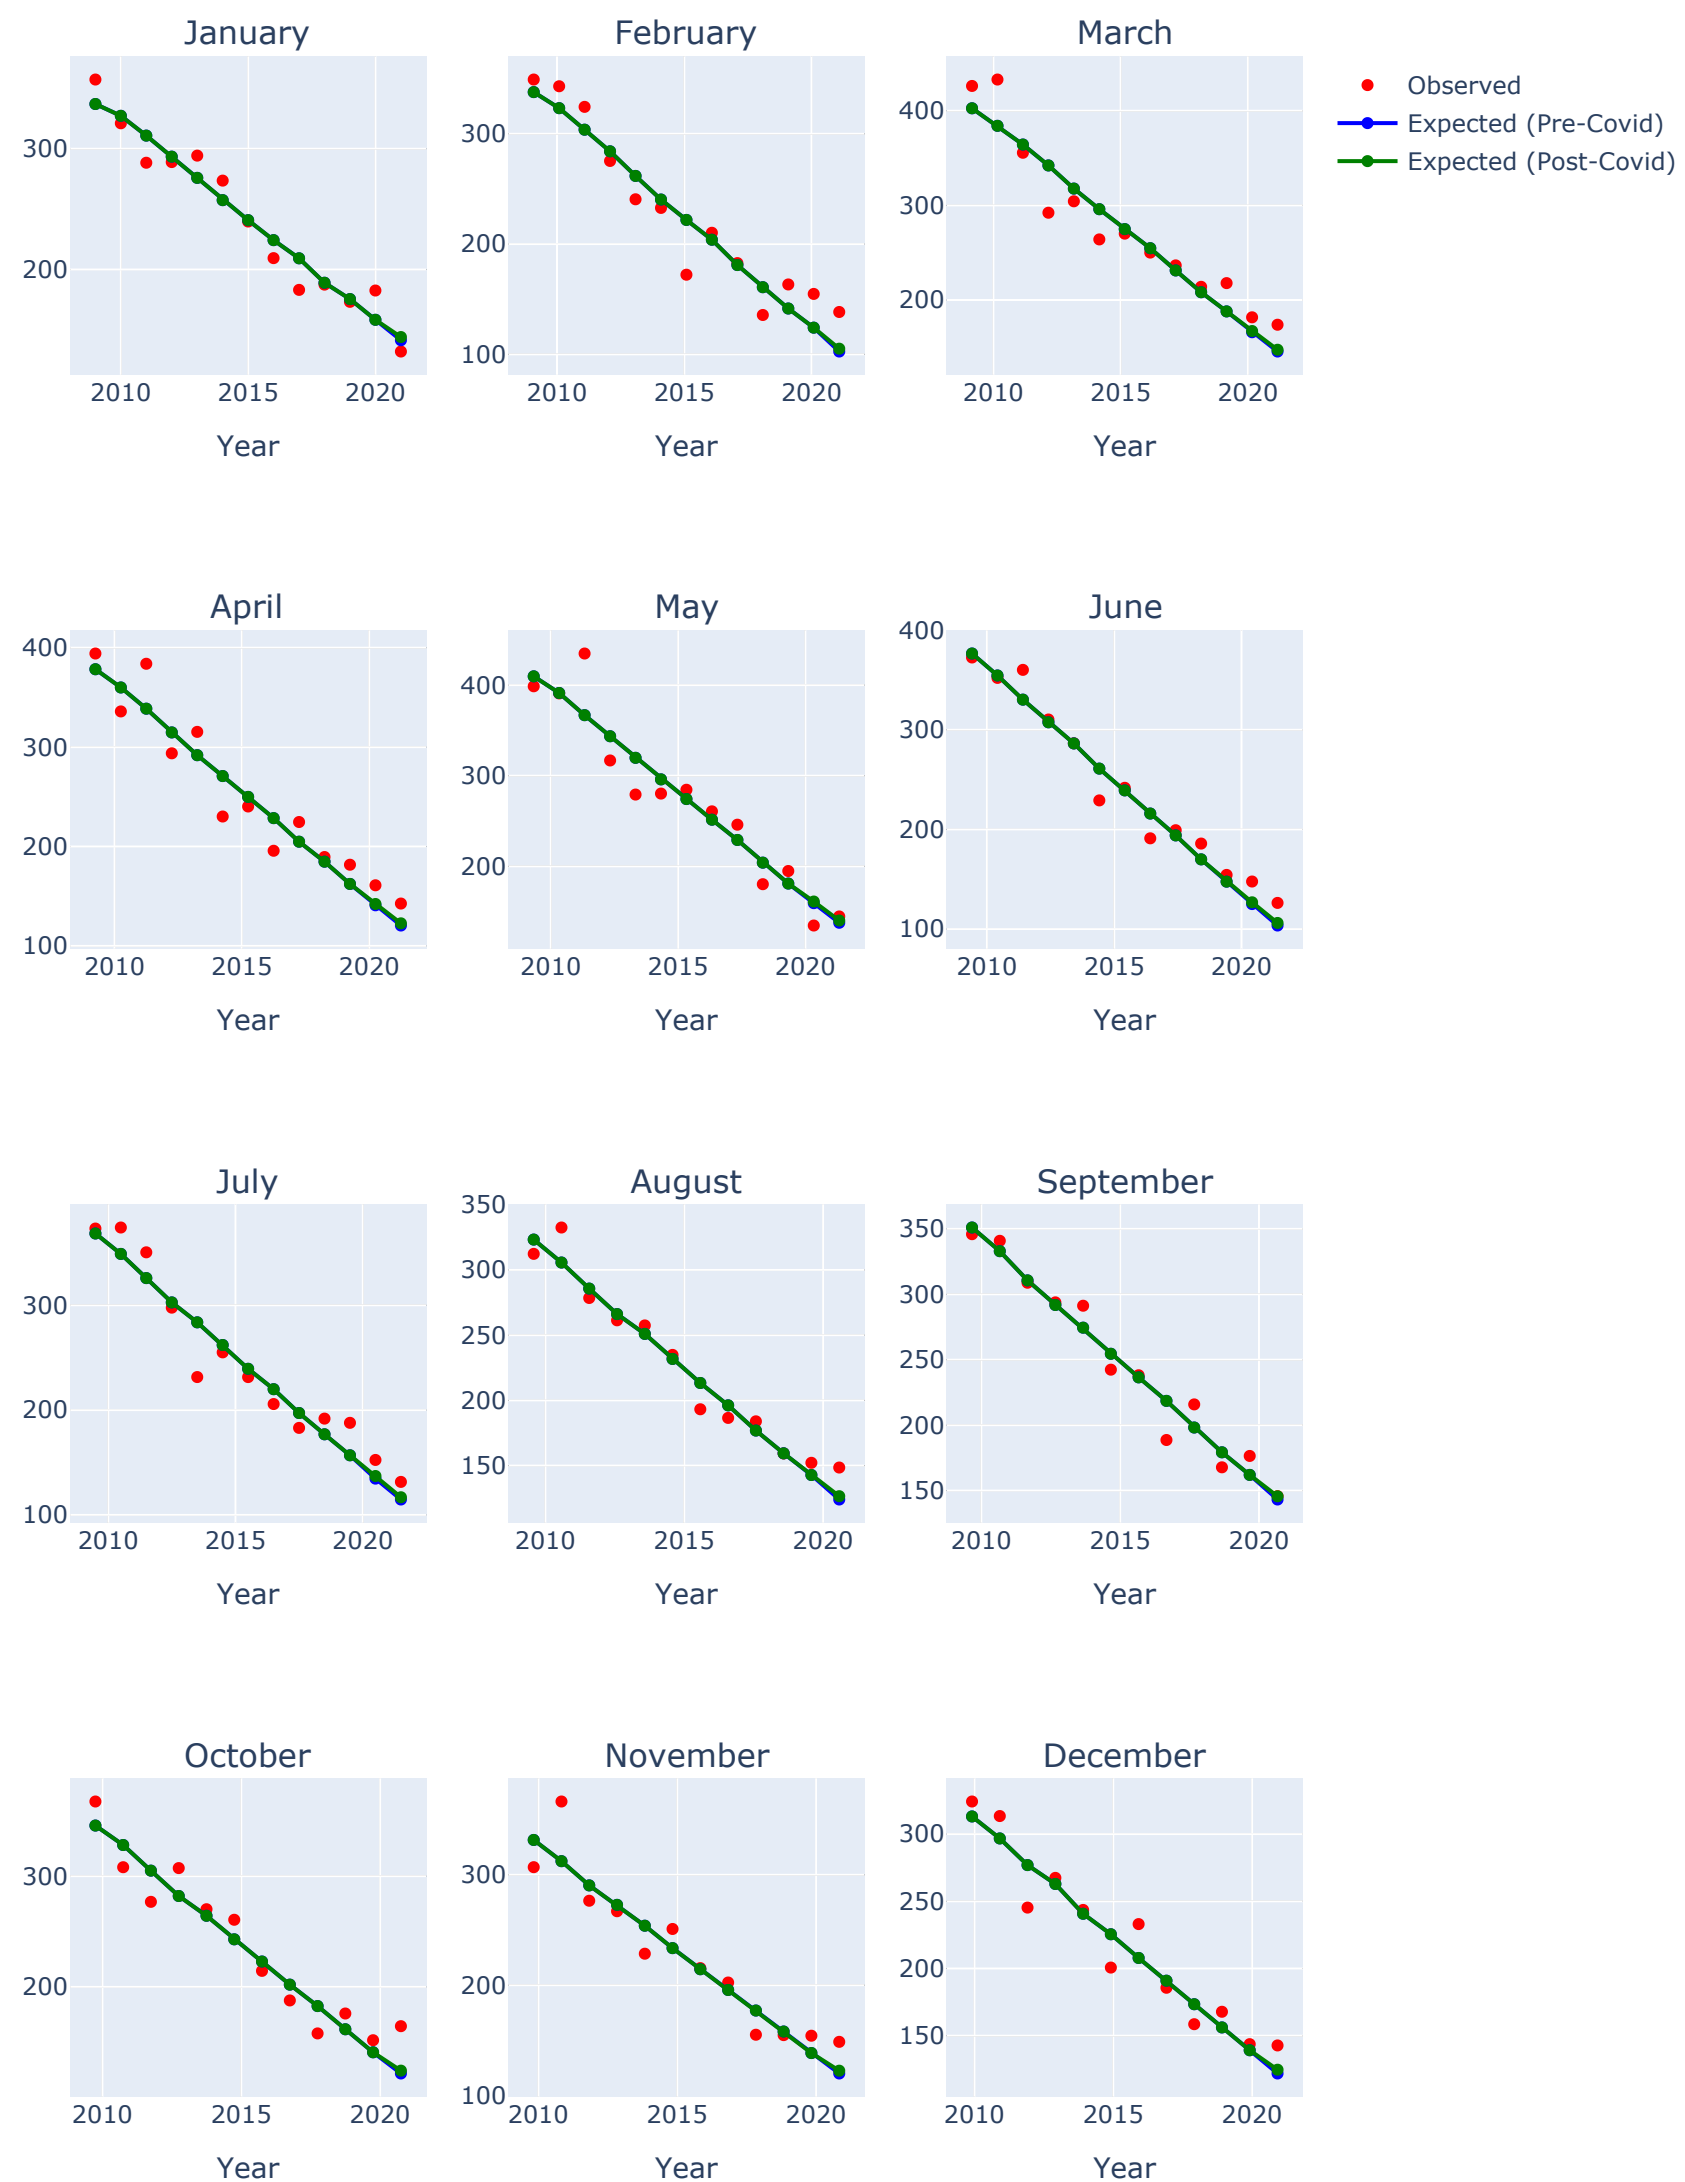 January
February
March
Observed
Expected (Pre-Covid)
Expected (Post-Covid)
300
200
2010 2015 2020
Year
300
200
100
2010 2015 2020
Year
400
300
200
2010 2015 2020
Year
April
May
June
400
300
200
100
2010 2015 2020
Year
400
300
200
2010 2015 2020
Year
400
300
200
100
2010 2015 2020
Year
July
August
September
300
200
100
2010 2015 2020
Year
350
300
250
200
150
2010 2015 2020
Year
350
300
250
200
150
2010 2015 2020
Year
October
November
December
300
200
2010 2015 2020
Year
300
200
100
2010 2015 2020
Year
300
250
200
150
2010 2015 2020
Year